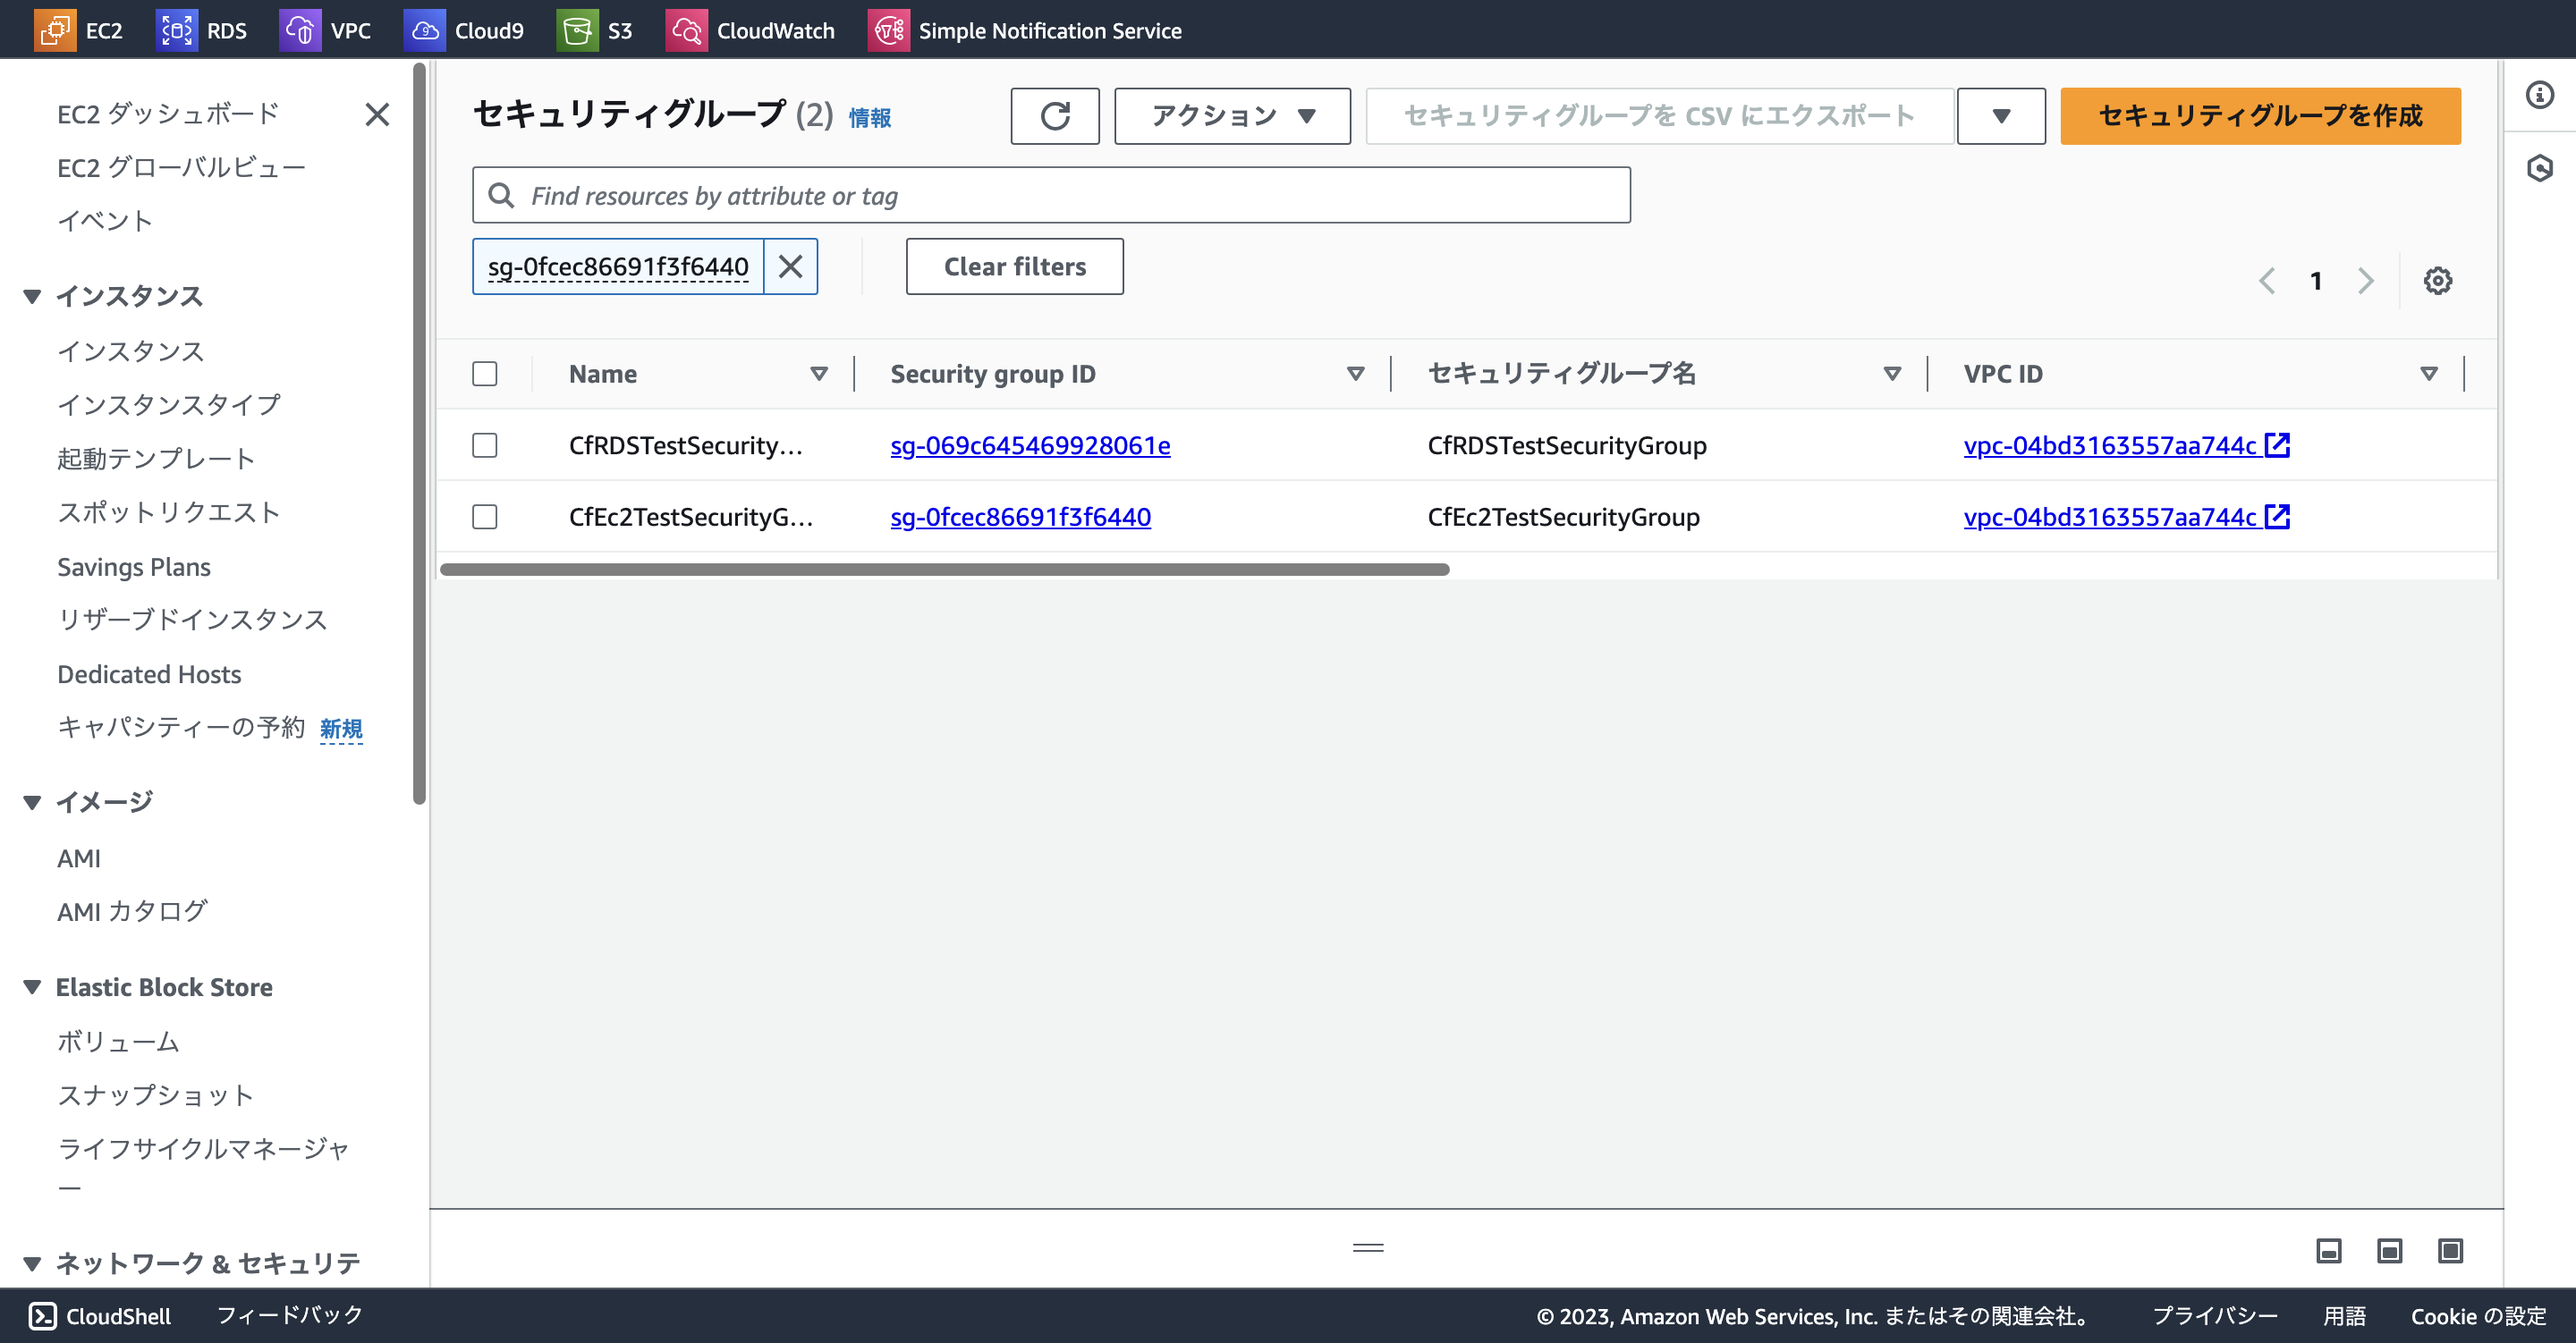 EC2 RDS VPC Cloud9 S3 CloudWatch Simple Notification Service
EC2 ダッシュボード
EC2 グローバルビュー
イベント
インスタンス
インスタンス
インスタンスタイプ
起動テンプレート
スポットリクエスト
Savings Plans
リザーブドインスタンス
Dedicated Hosts
キャパシティーの予約 新規
イメージ
AMI
AMI カタログ
Elastic Block Store
ボリューム
スナップショット
ライフサイクルマネージャ
ー
ネットワーク & セキュリテ
セキュリティグループ (2) 情報 アクション セキュリティグループを CSV にエクスポート セキュリティグループを作成
Find resources by attribute or tag
sg-0fcec86691f3f6440 Clear filters 1
Name Security group ID セキュリティグループ名 VPC ID
CfRDSTestSecurity... sg-069c645469928061e CfRDSTestSecurityGroup vpc-04bd3163557aa744c
CfEc2TestSecurityG... sg-0fcec86691f3f6440 CfEc2TestSecurityGroup vpc-04bd3163557aa744c
CloudShell フィードバック © 2023, Amazon Web Services, Inc. またはその関連会社。 プライバシー 用語 Cookie の設定